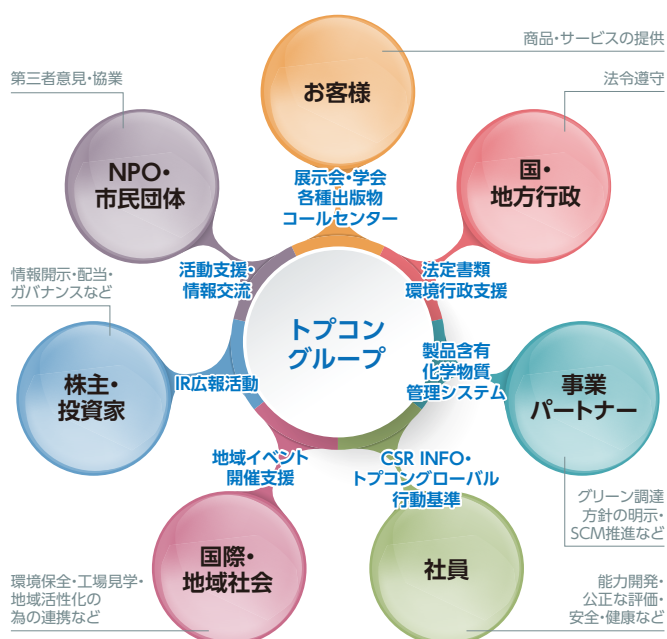 商品・サービスの提供
お客様
展示会・学会
各種出版物
コールセンター
法令遵守
国・
地方行政
法定書類
環境行政支援
事業
パートナー
製品含有
化学物質
管理システム
グリーン調達
方針の明示・
SCM推進など
社員
CSR INFO・
トプコングローバル
行動基準
能力開発・
公正な評価・
安全・健康など
国際・
地域社会
地域イベント
開催支援
環境保全・工場見学・
地域活性化の
為の連携など
株主・
投資家
IR広報活動
情報開示・配当・
ガバナンスなど
NPO・
市民団体
活動支援・
情報交流
第三者意見・協業
トプコン
グループ